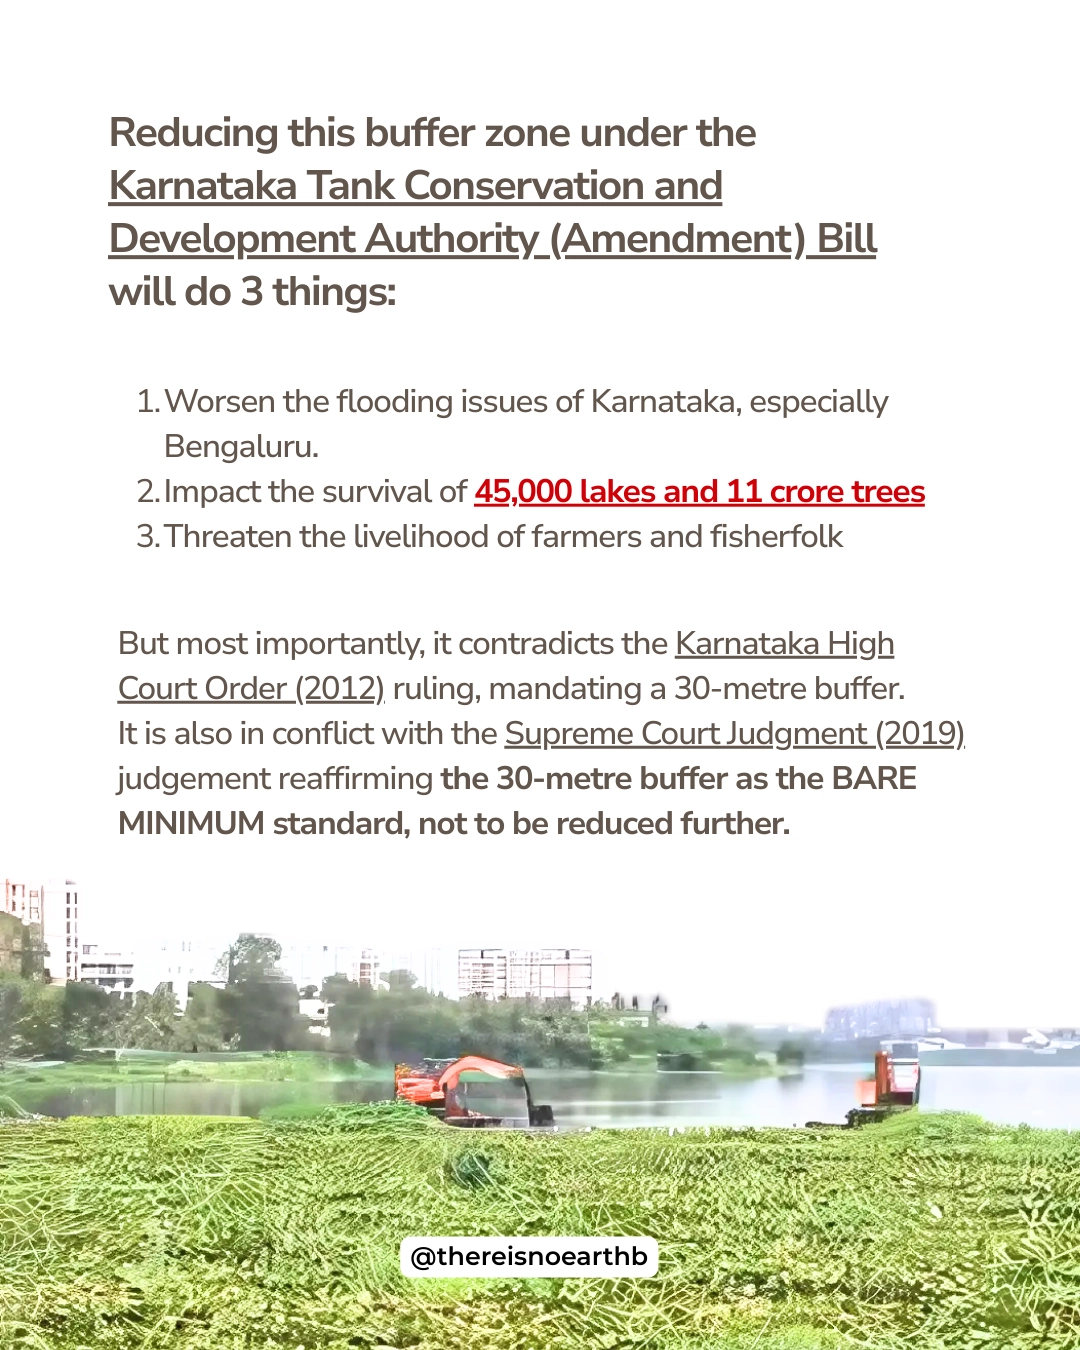 Reducing this buffer zone under the
Karnataka Tank Conservation and
Development Authority (Amendment) Bill
will do 3 things:
1. Worsen the flooding issues of Karnataka, especially
Bengaluru.
2. Impact the survival of 45,000 lakes and 11 crore trees
3. Threaten the livelihood of farmers and fisherfolk
But most importantly, it contradicts the Karnataka High
Court Order (2012) ruling, mandating a 30-metre buffer.
It is also in conflict with the Supreme Court Judgment (2019)
judgement reaffirming the 30-metre buffer as the BARE
MINIMUM standard, not to be reduced further.
@thereisnoearthb